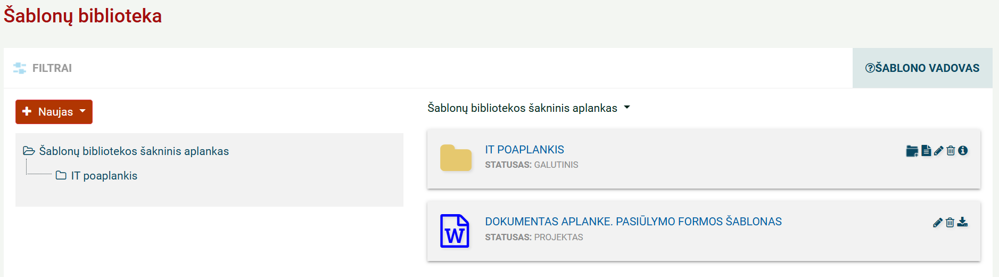 Šablonų biblioteka
FILTRAI
ŠABLONO VADOVAS
Naujas
Šablonų bibliotekos šakninis aplankas
IT poaplankis
Šablonų bibliotekos šakninis aplankas
IT POAPLANKIS
STATUSAS: GALUTINIS
W
DOKUMENTAS APLANKE. PASIŪLYMO FORMOS ŠABLONAS
STATUSAS: PROJEKTAS